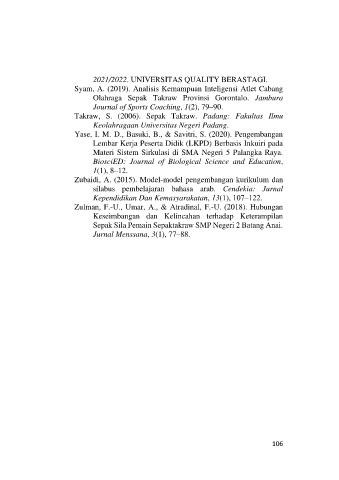 2021/2022. UNIVERSITAS QUALITY BERASTAGI.
Syam, A. (2019). Analisis Kemampuan Inteligensi Atlet Cabang
Olahraga Sepak Takraw Provinsi Gorontalo. Jambura
Journal of Sports Coaching, 1(2), 79–90.
Takraw, S. (2006). Sepak Takraw. Padang: Fakultas Ilmu
Keolahragaan Universitas Negeri Padang.
Yase, I. M. D., Basuki, B., & Savitri, S. (2020). Pengembangan
Lembar Kerja Peserta Didik (LKPD) Berbasis Inkuiri pada
Materi Sistem Sirkulasi di SMA Negeri 5 Palangka Raya.
BiosciED: Journal of Biological Science and Education,
1(1), 8–12.
Zubaidi, A. (2015). Model-model pengembangan kurikulum dan
silabus pembelajaran bahasa arab. Cendekia: Jurnal
Kependidikan Dan Kemasyarakatan, 13(1), 107–122.
Zulman, F.-U., Umar, A., & Atradinal, F.-U. (2018). Hubungan
Keseimbangan dan Kelincahan terhadap Keterampilan
Sepak Sila Pemain Sepaktakraw SMP Negeri 2 Batang Anai.
Jurnal Menssana, 3(1), 77–88.
106